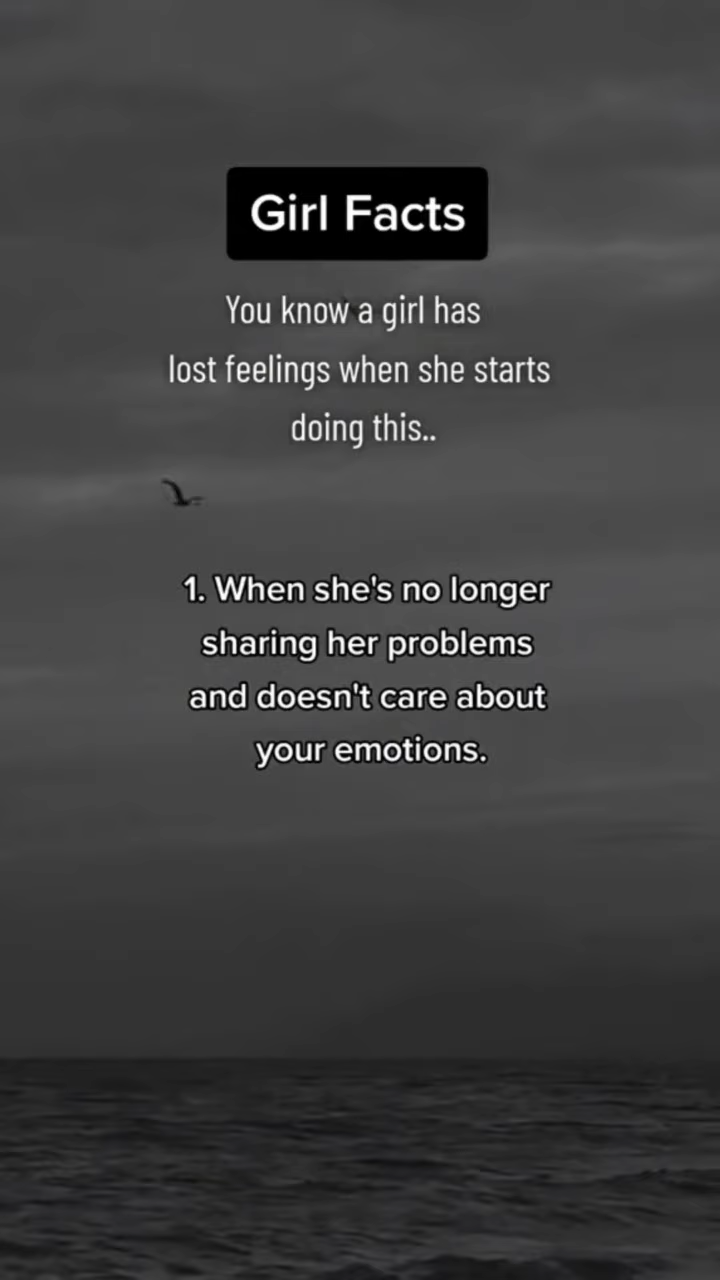 Girl Facts
You know a girl has
lost feelings when she starts
doing this..
1. When she's no longer
sharing her problems
and doesn't care about
your emotions.